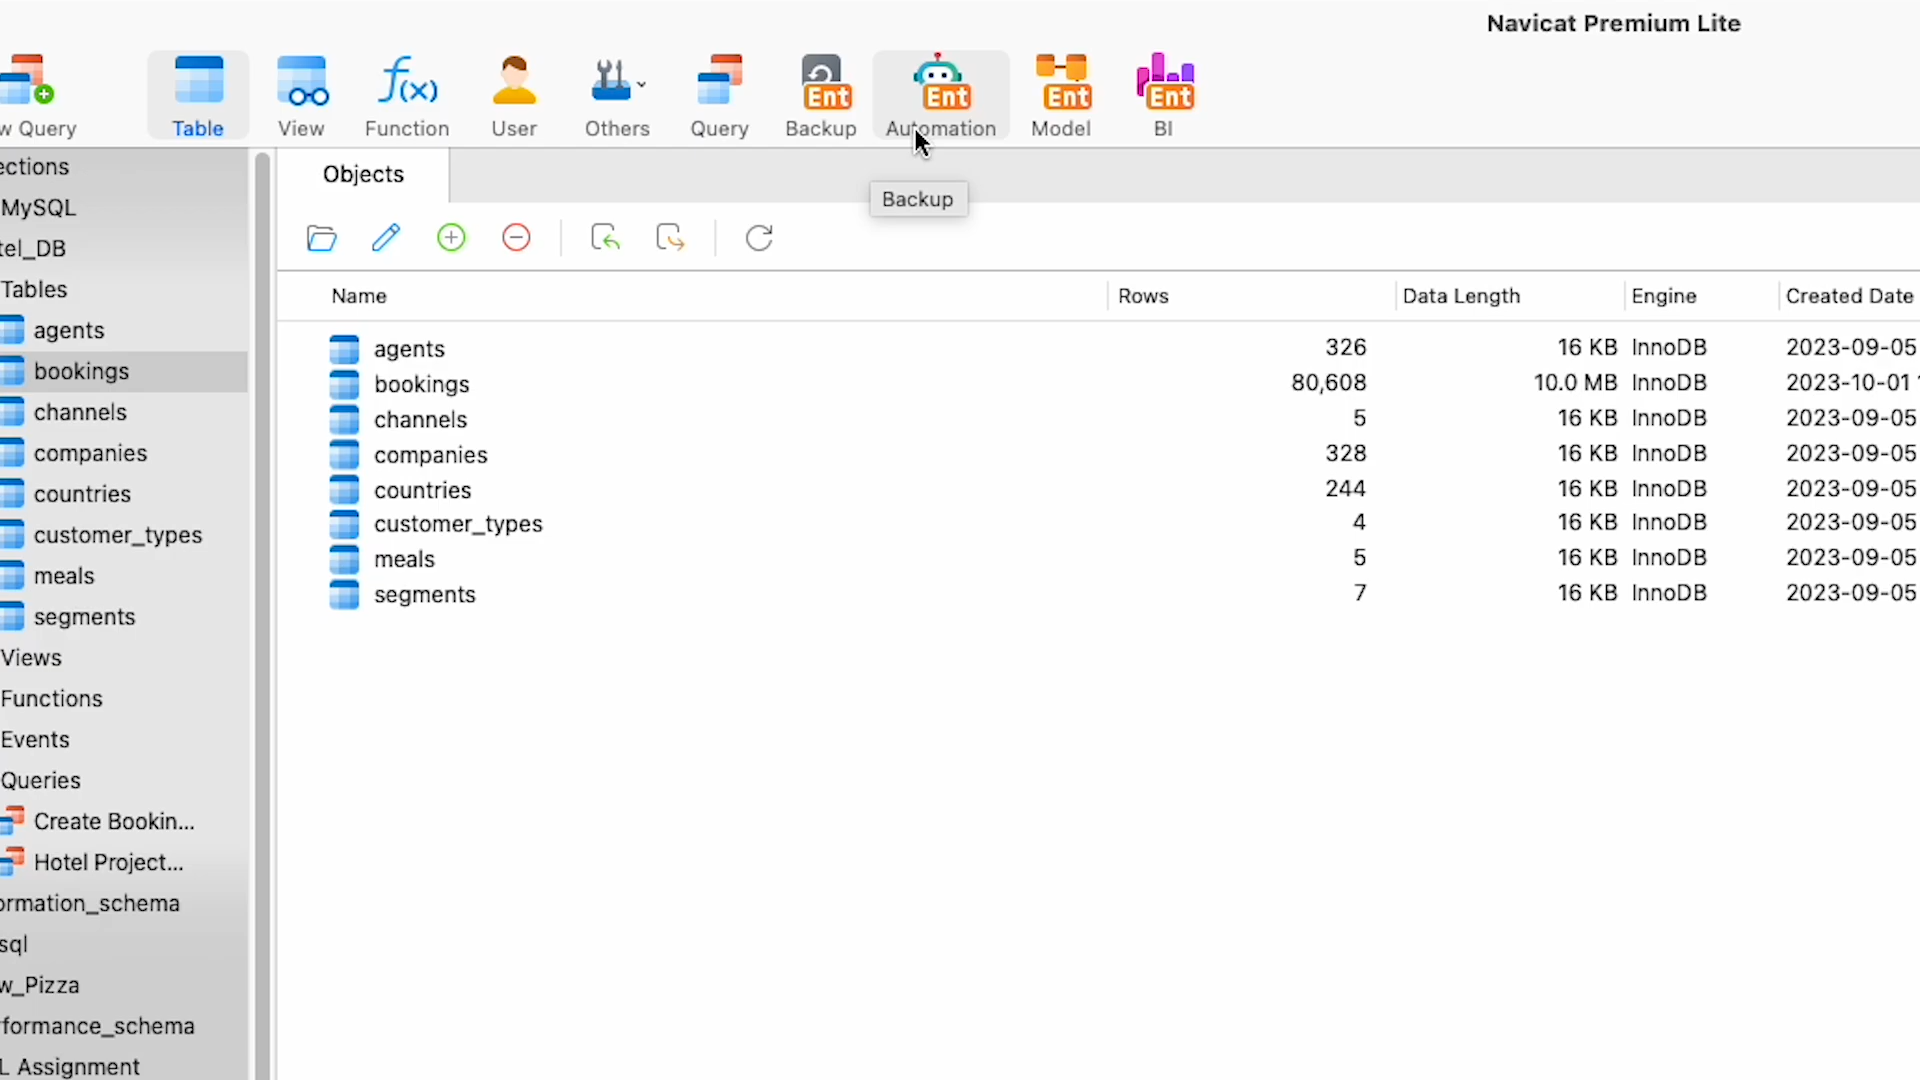 Navicat Premium Lite
w Query
Table
View
Function
User
Others
Query
Ent
Backup
Ent
Automation
Ent
Model
Ent
BI
Backup
ections
MySQL
tel_DB
Tables
agents
bookings
channels
companies
countries
customer_types
meals
segments
Views
Functions
Events
Queries
Create Bookin...
Hotel Project...
ormation_schema
sql
w_Pizza
rformance_schema
L Assignment
Objects
Name Rows Data Length Engine Created Date
agents 326 16 KB InnoDB 2023-09-05
bookings 80,608 10.0 MB InnoDB 2023-10-01
channels 5 16 KB InnoDB 2023-09-05
companies 328 16 KB InnoDB 2023-09-05
countries 244 16 KB InnoDB 2023-09-05
customer_types 4 16 KB InnoDB 2023-09-05
meals 5 16 KB InnoDB 2023-09-05
segments 7 16 KB InnoDB 2023-09-05